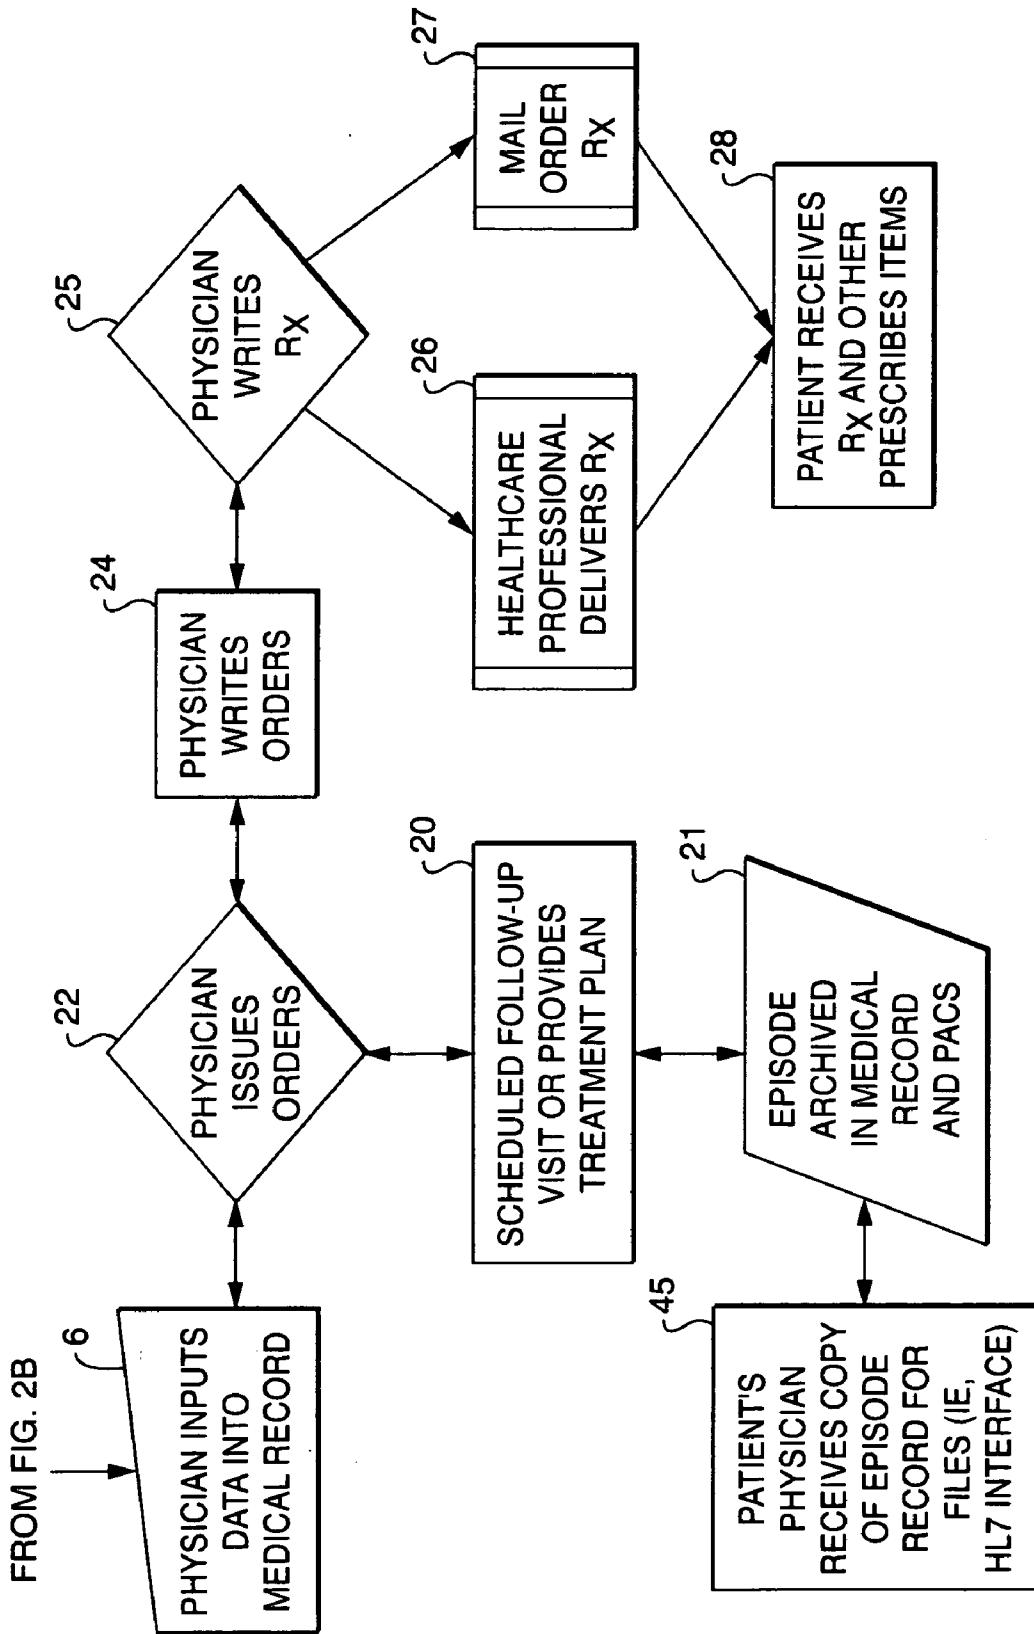 FROM FIG. 2B
6
PHYSICIAN INPUTS
DATA INTO
MEDICAL RECORD
22
PHYSICIAN
ISSUES
ORDERS
24
PHYSICIAN
WRITES
ORDERS
25
PHYSICIAN
WRITES
Rx
20
SCHEDULED FOLLOW-UP
VISIT OR PROVIDES
TREATMENT PLAN
26
HEALTHCARE
PROFESSIONAL
DELIVERS Rx
27
MAIL
ORDER
Rx
45
PATIENT'S
PHYSICIAN
RECEIVES COPY
OF EPISODE
RECORD FOR
FILES (IE,
HL7 INTERFACE)
21
EPISODE
ARCHIVED
IN MEDICAL
RECORD
AND PACS
28
PATIENT RECEIVES
Rx AND OTHER
PRESCRIBES ITEMS